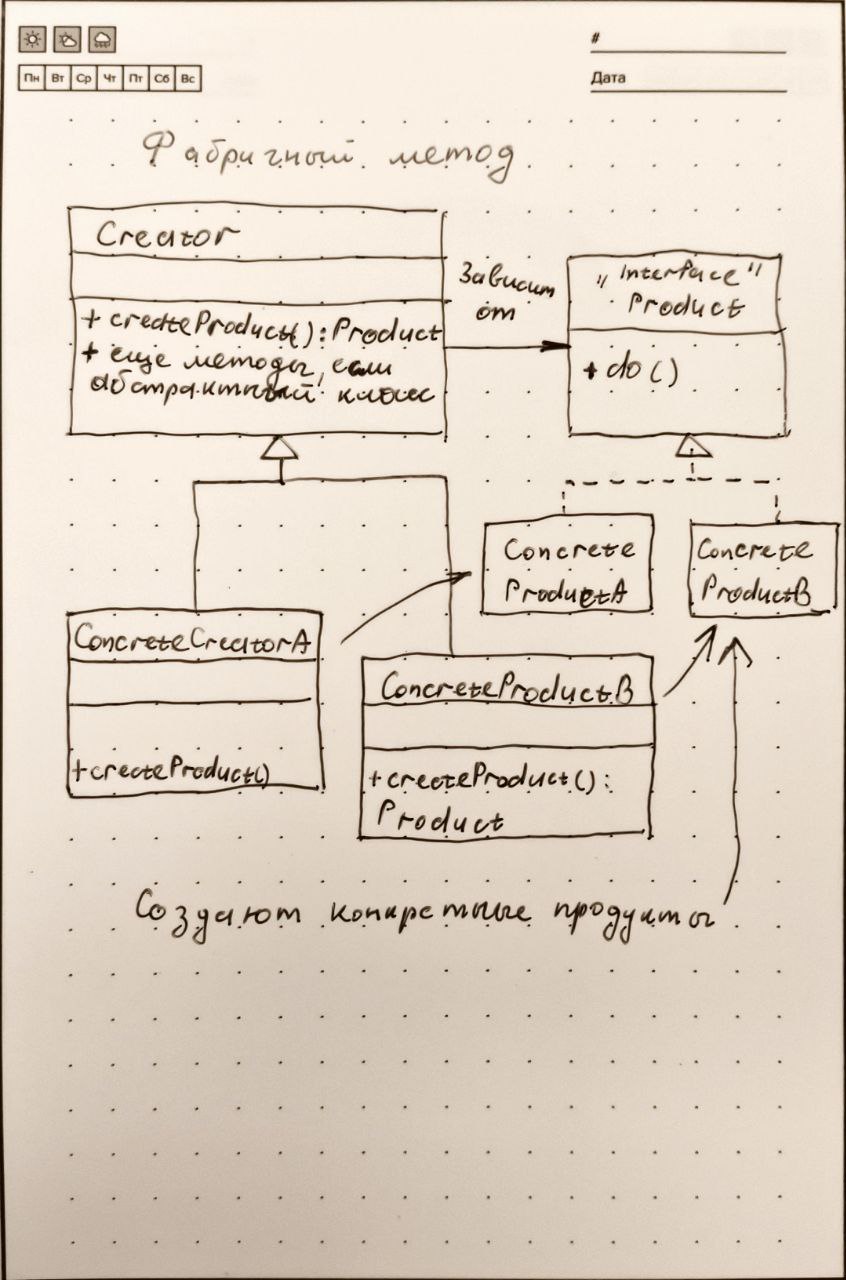 #
Пн Вт Ср Чт Пт Сб Вс
Дата
Фабричный метод
Creator
+ createProduct(): Product
+ еще методы, если
абстрактный класс
Зависит
от
"Interface"
Product
+ do()
Concrete
ProductA
Concrete
ProductB
ConcreteCreatorA
+createProduct()
ConcreteProductB
+createProduct():
Product
Создают конкретные продукты